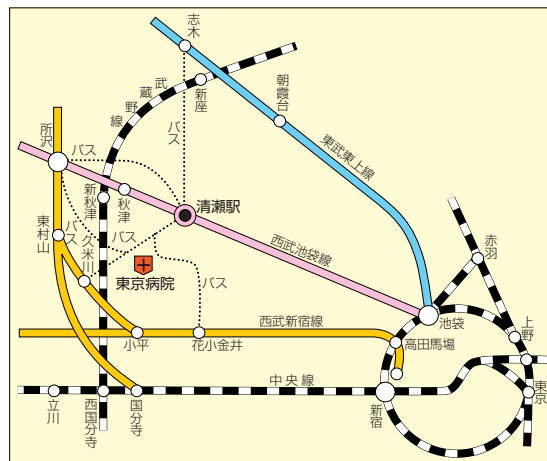 志木
武蔵野線
新座
朝霞台
バス
東武東上線
所沢
バス
新秋津
秋津
清瀬駅
東村山
バス
久米川
バス
東京病院
西武池袋線
バス
赤羽
池袋
上野
西武新宿線
小平
花小金井
高田馬場
中央線
立川
西国分寺
国分寺
新宿
東京